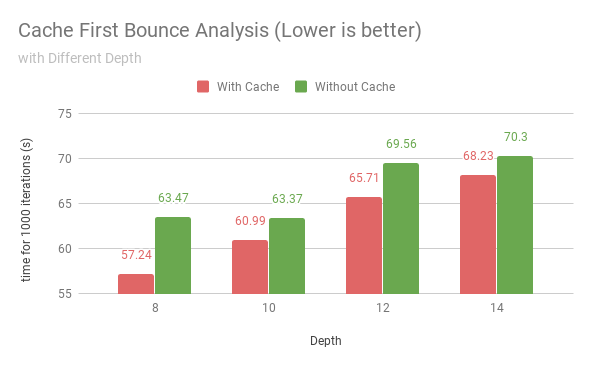 Cache First Bounce Analysis (Lower is better)
with Different Depth
With Cache Without Cache
time for 1000 iterations (s)
75
70
65
60
55
57.24
63.47
60.99
63.37
65.71
69.56
68.23
70.3
8 10 12 14
Depth